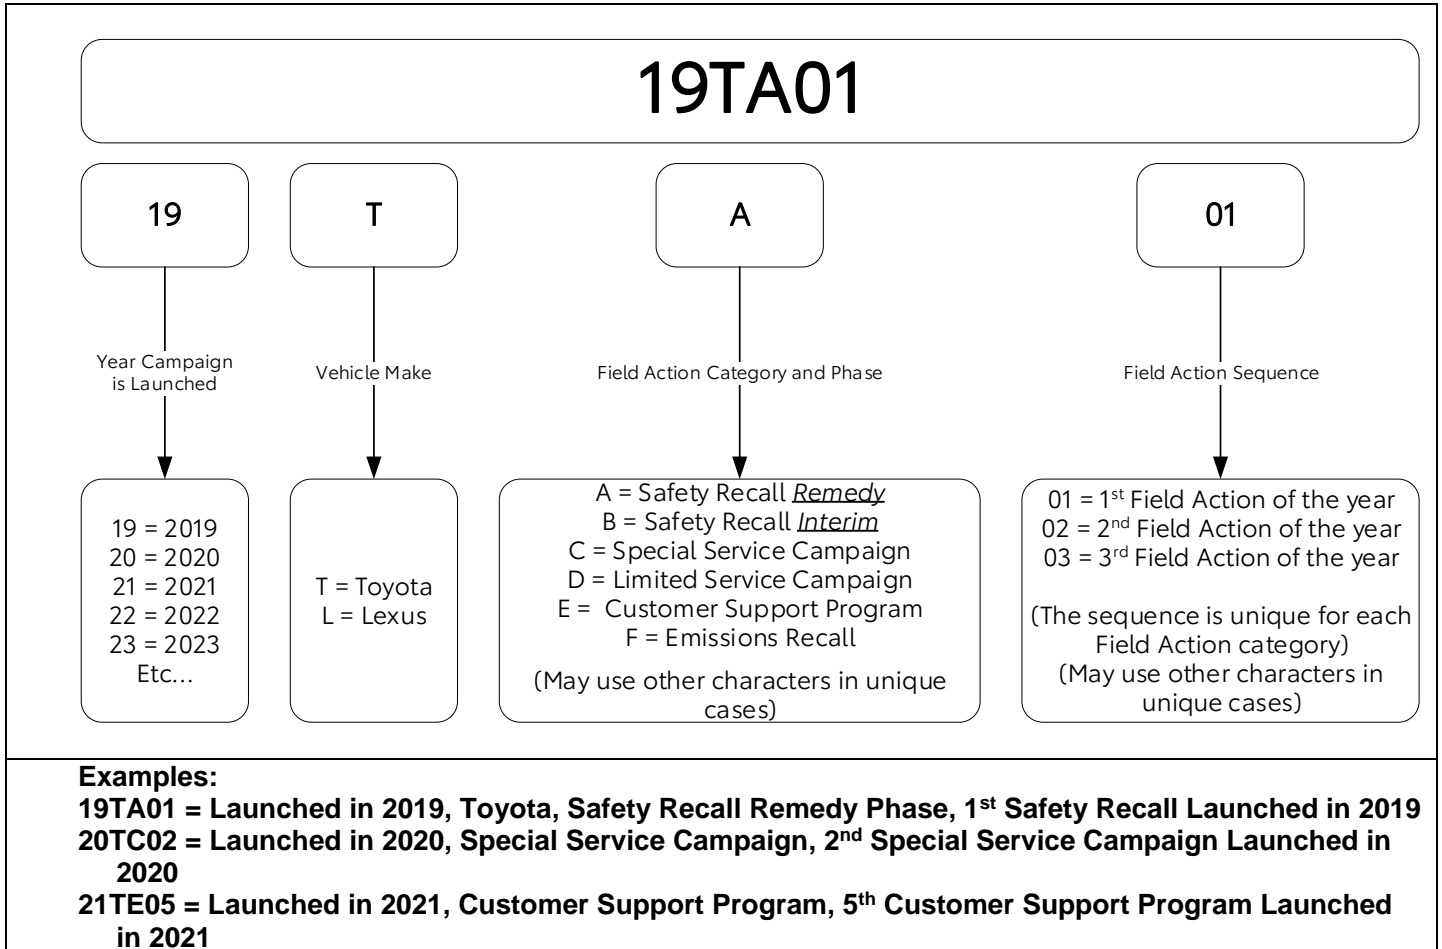 19TA01
19
T
A
01
Year Campaign
is Launched
Vehicle Make
Field Action Category and Phase
Field Action Sequence
19 = 2019
20 = 2020
21 = 2021
22 = 2022
23 = 2023
Etc...
T = Toyota
L = Lexus
A = Safety Recall Remedy
B = Safety Recall Interim
C = Special Service Campaign
D = Limited Service Campaign
E =  Customer Support Program
F = Emissions Recall
(May use other characters in unique
cases)
01 = 1st Field Action of the year
02 = 2nd Field Action of the year
03 = 3rd Field Action of the year
(The sequence is unique for each
Field Action category)
(May use other characters in
unique cases)
Examples:
19TA01 = Launched in 2019, Toyota, Safety Recall Remedy Phase, 1st Safety Recall Launched in 2019
20TC02 = Launched in 2020, Special Service Campaign, 2nd Special Service Campaign Launched in
2020
21TE05 = Launched in 2021, Customer Support Program, 5th Customer Support Program Launched
in 2021